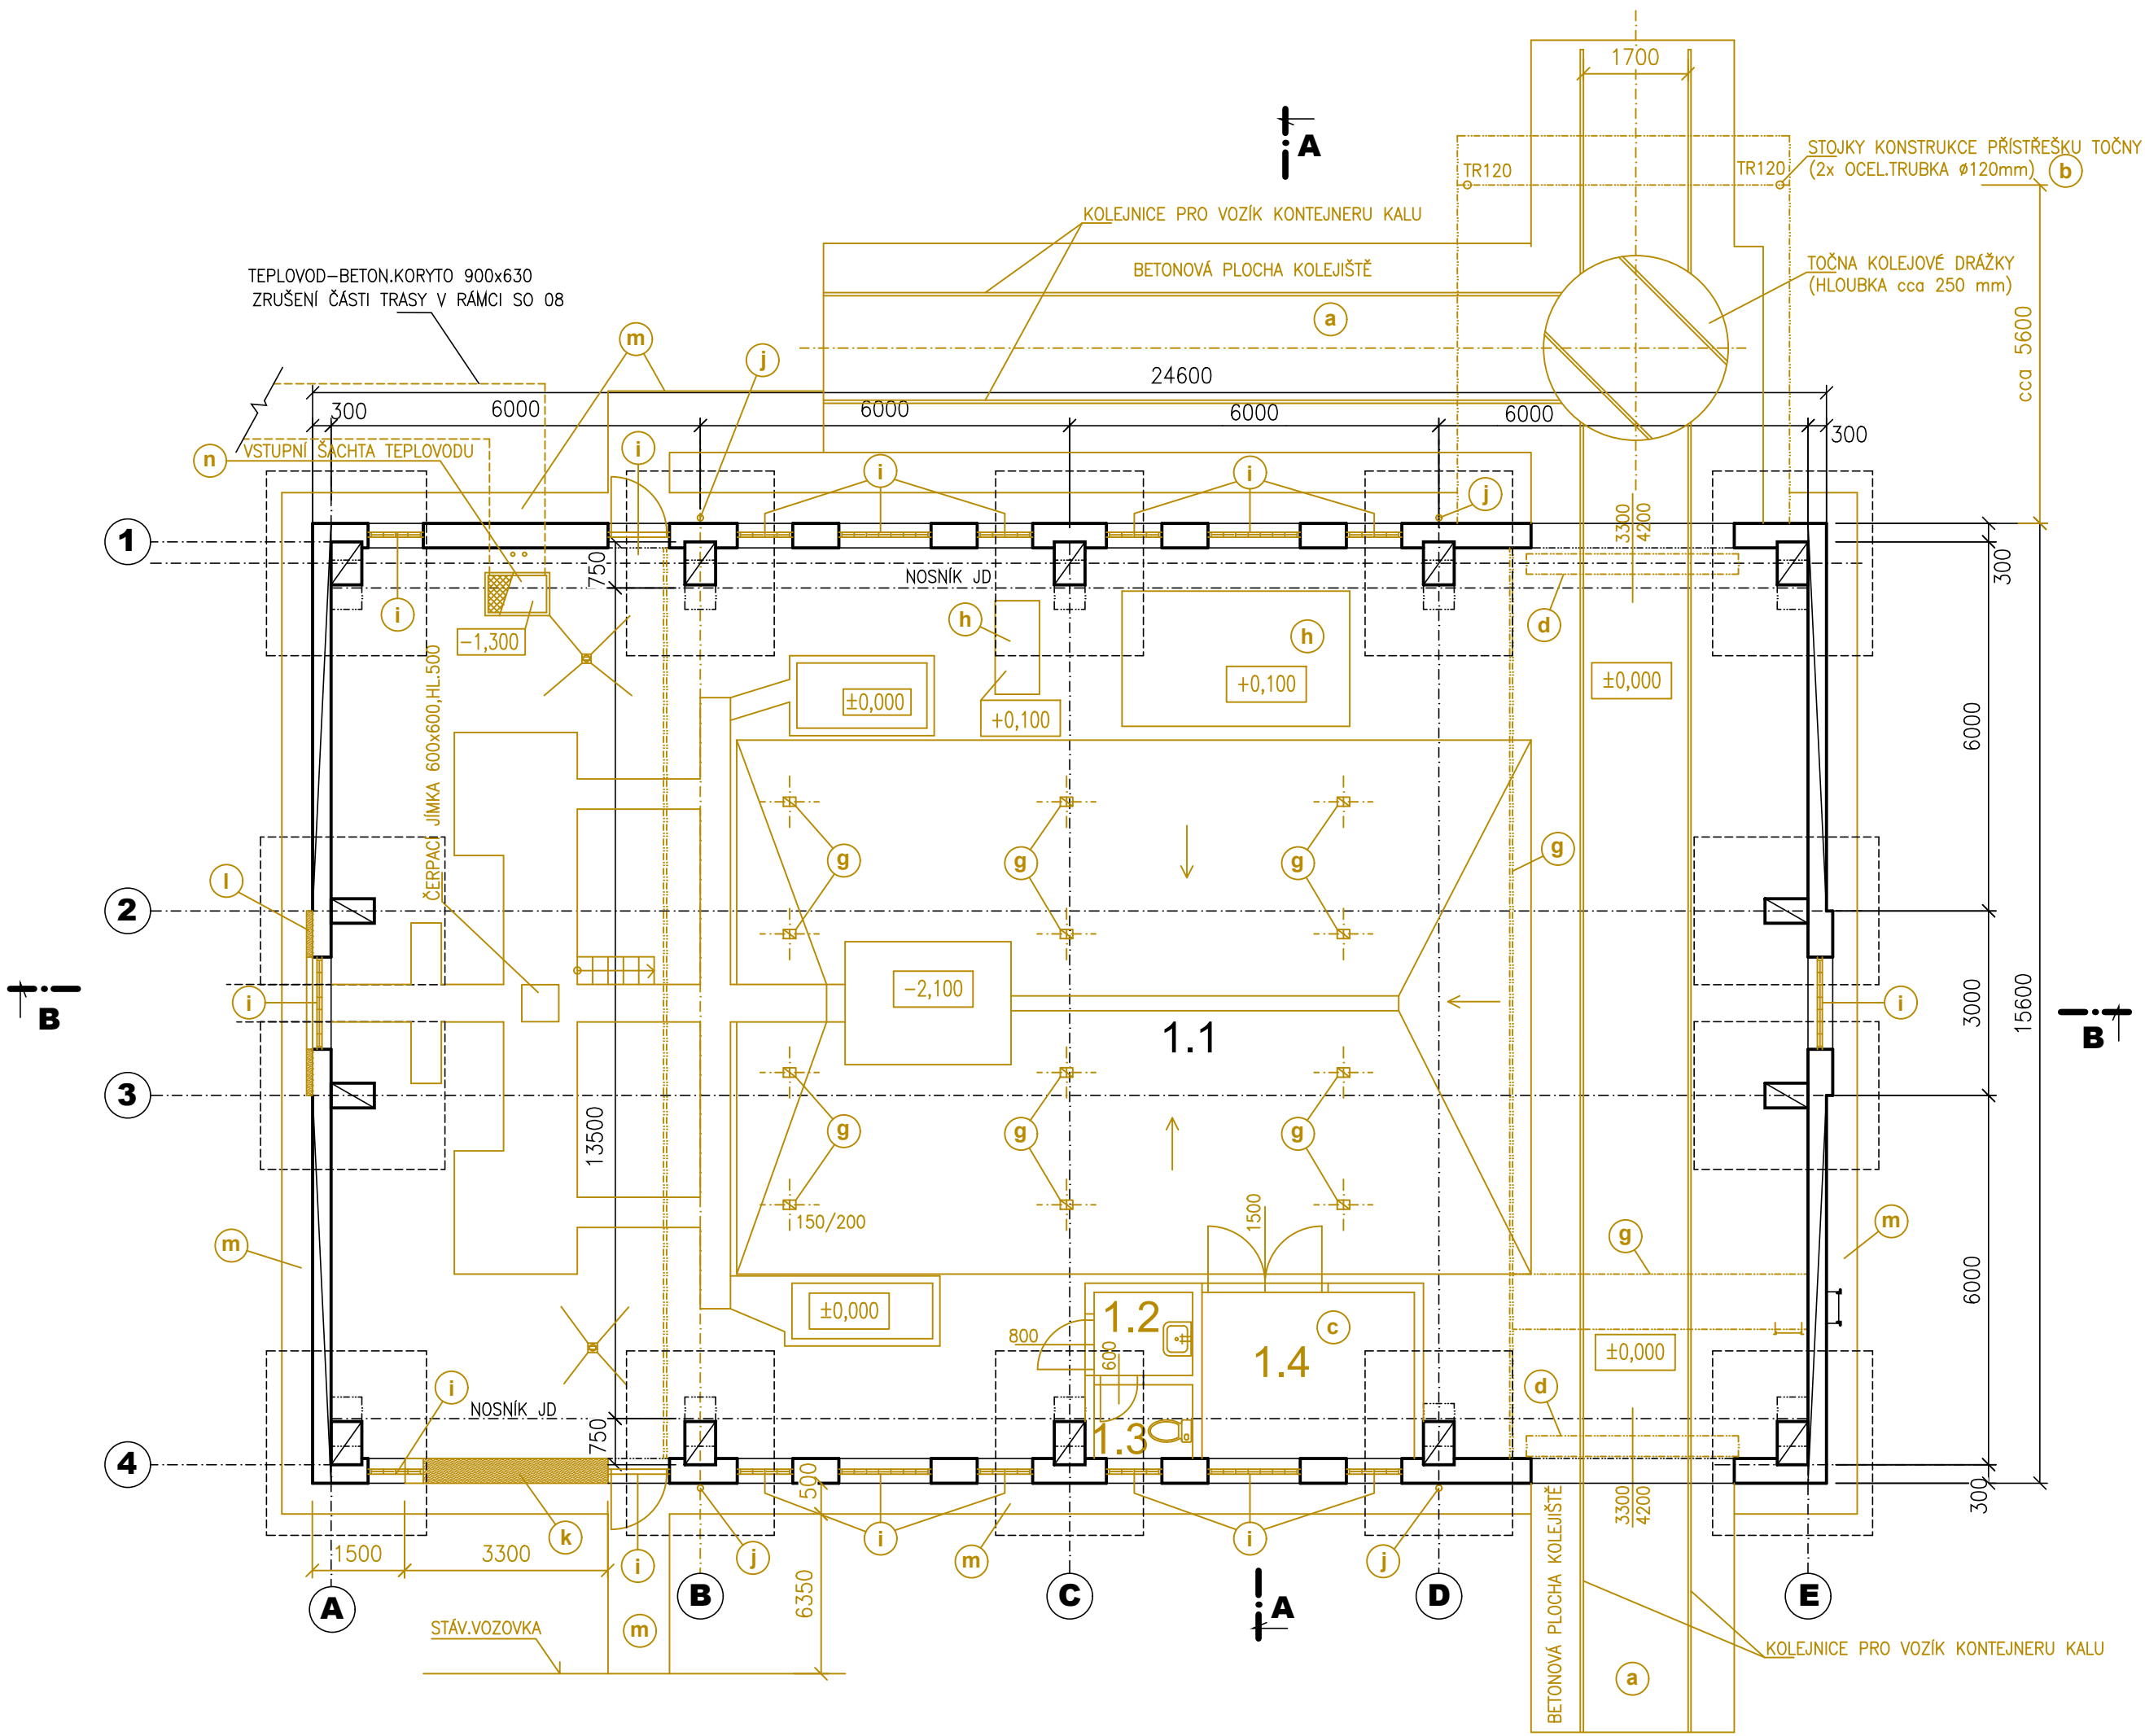 1700
A
STOJKY KONSTRUKCE PŘÍSTŘEŠKU TOČNY
(2x OCEL.TRUBKA ø120mm)
b
TR120
TR120
KOLEJNICE PRO VOZÍK KONTEJNERU KALU
TEPLOVOD-BETON.KORYTO 900x630
ZRUŠENÍ ČÁSTI TRASY V RÁMCI SO 08
BETONOVÁ PLOCHA KOLEJIŠTĚ
TOČNA KOLEJOVÉ DRÁŽKY
(HLOUBKA cca 250 mm)
a
m
j
cca 5600
24600
300
6000
6000
6000
6000
300
n
VSTUPNÍ ŠACHTA TEPLOVODU
i
i
i
j
3300
4200
1
750
NOSNÍK JD
300
i
-1,300
h
h
d
ČERPACÍ JÍMKA 600x600,HL.500
±0,000
+0,100
+0,100
±0,000
6000
g
g
g
g
l
2
-2,100
i
i
B
1.1
3000
15600
B
3
13500
g
g
g
150/200
1500
m
g
m
6000
±0,000
1.2
c
800
600
1.4
±0,000
i
d
NOSNÍK JD
1.3
750
4
500
300
3300
4200
k
i
j
i
m
i
j
1500
3300
6350
A
B
C
D
E
A
STÁV.VOZOVKA
m
BETONOVÁ PLOCHA KOLEJIŠTĚ
a
KOLEJNICE PRO VOZÍK KONTEJNERU KALU